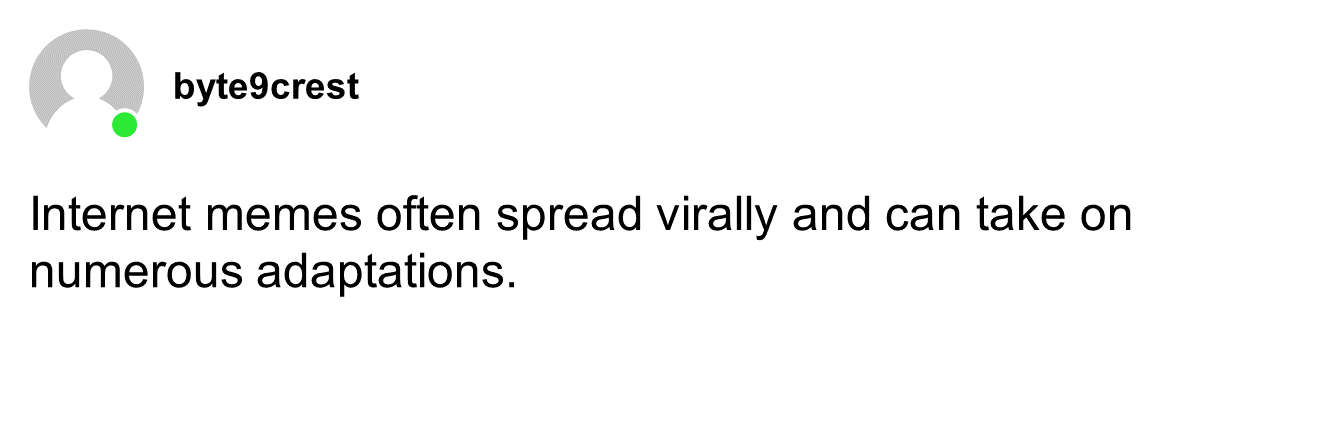 byte9crest
Internet memes often spread virally and can take on
numerous adaptations.